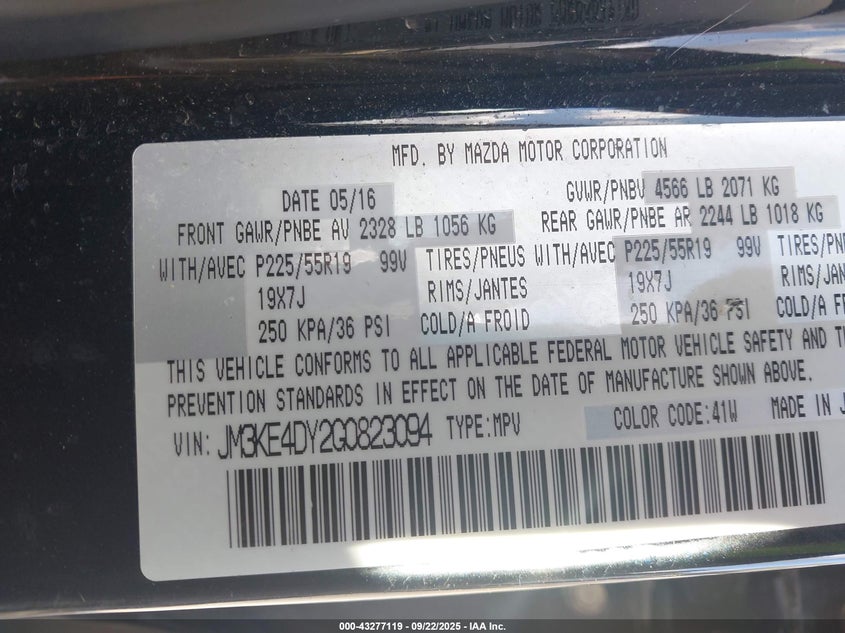 MFD. BY MAZDA MOTOR CORPORATION
DATE 05/16 GVWR/PNBV 4566 LB 2071 KG
FRONT GAWR/PNBE AV 2328 LB 1056 KG REAR GAWR/PNBE AR 2244 LB 1018 KG
WITH/AVEC P225/55R19 99V TIRES/PNEUS WITH/AVEC P225/55R19 99V
19X7J RIMS/JANTES 19X7J
250 KPA/36 PSI COLD/A FROID 250 KPA/36 PSI
THIS VEHICLE CONFORMS TO ALL APPLICABLE FEDERAL MOTOR VEHICLE SAFETY AND
PREVENTION STANDARDS IN EFFECT ON THE DATE OF MANUFACTURE SHOWN ABOVE.
VIN: JM3KE4DY2G0823094 TYPE:MPV COLOR CODE:41W MADE IN
000-43277119 - 09/22/2025 - IAA Inc.